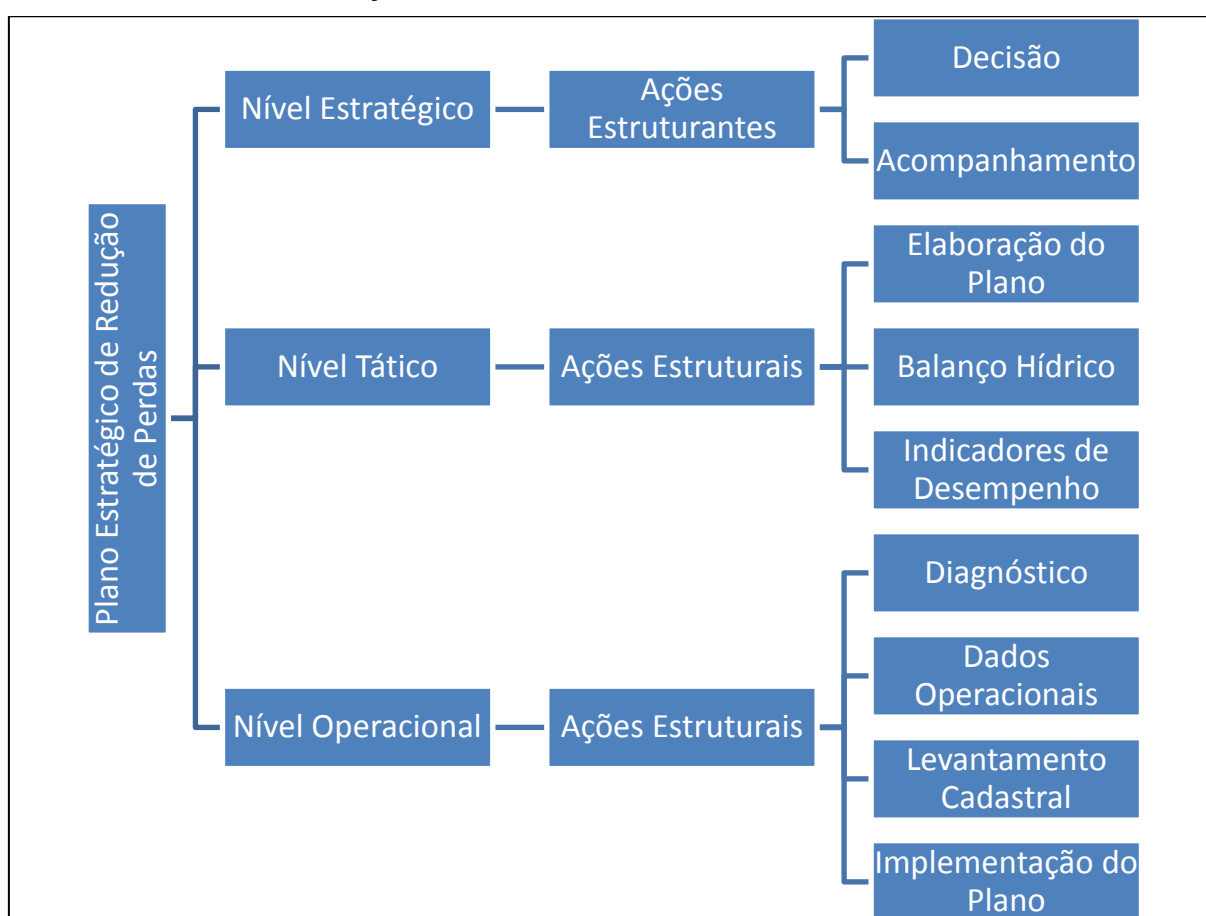 Plano Estratégico de Redução
de Perdas
Nível Estratégico
Ações
Estruturantes
Decisão
Acompanhamento
Nível Tático
Ações Estruturais
Elaboração do
Plano
Balanço Hídrico
Indicadores de
Desempenho
Nível Operacional
Ações Estruturais
Diagnóstico
Dados
Operacionais
Levantamento
Cadastral
Implementação do
Plano